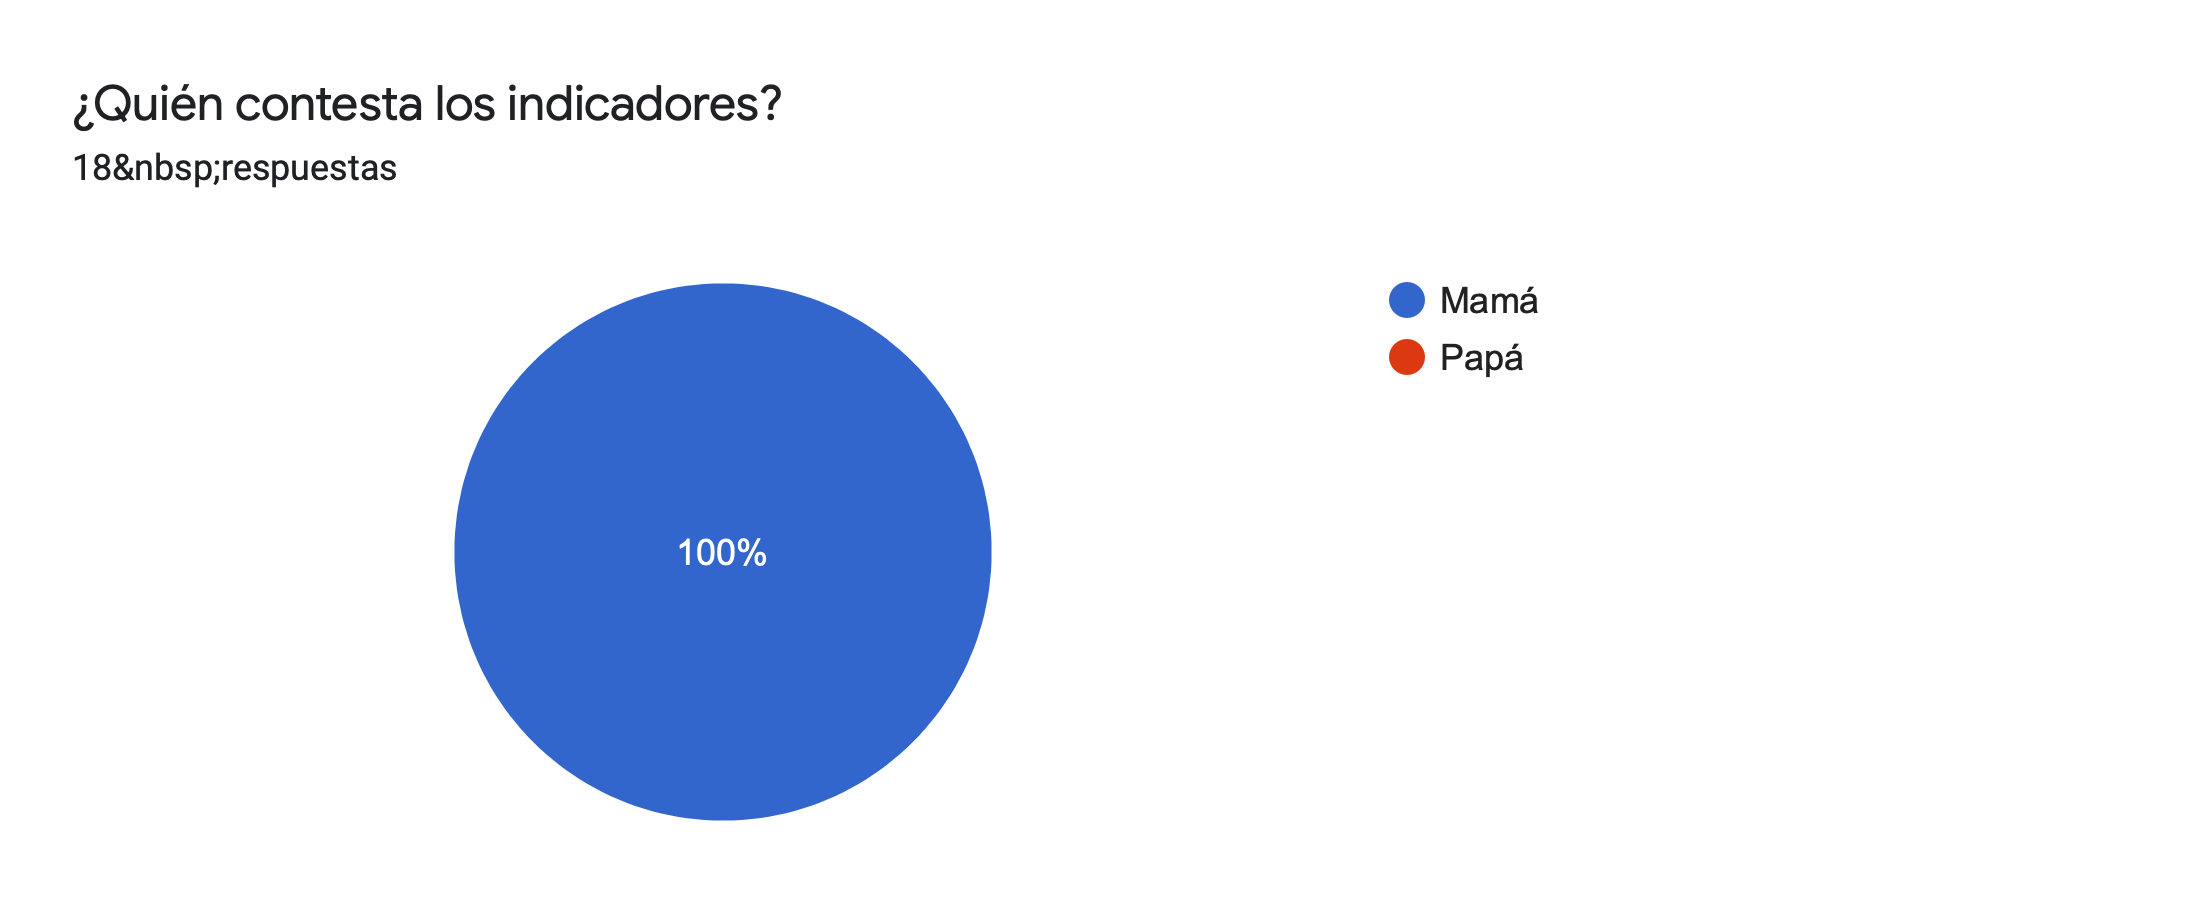 ¿Quién contesta los indicadores?
18&nbsp;respuestas
Mamá
Papá
100%